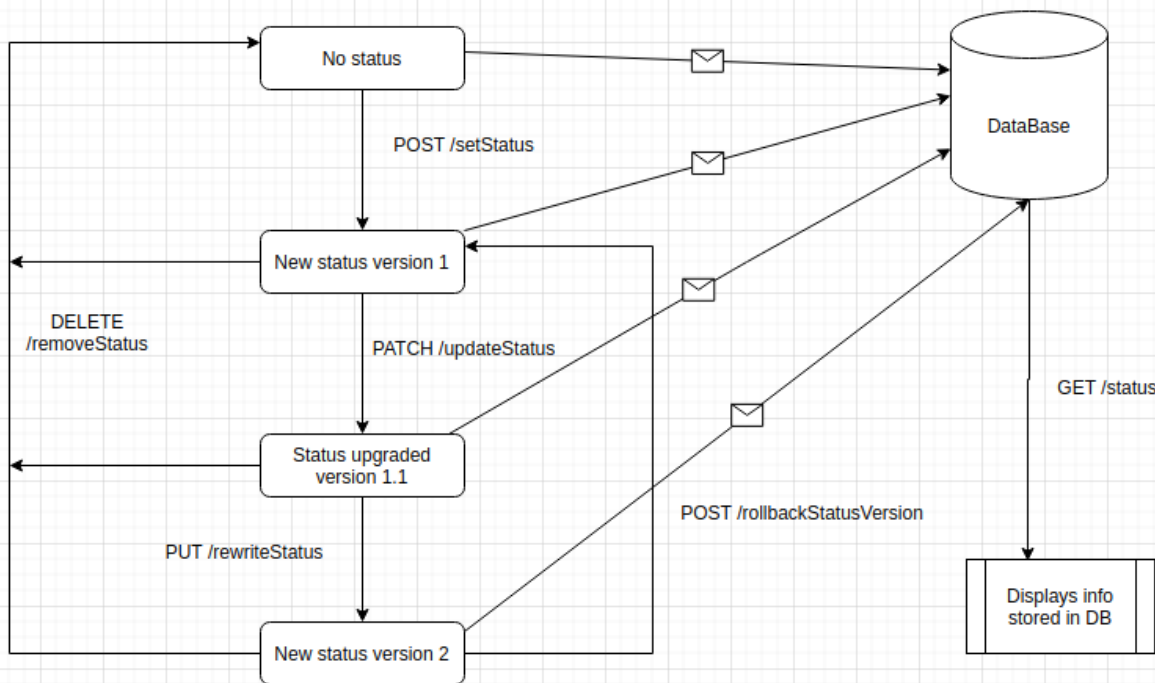 No status
DataBase
POST /setStatus
New status version 1
DELETE
/removeStatus
PATCH /updateStatus
GET /status
Status upgraded
version 1.1
POST /rollbackStatusVersion
PUT /rewriteStatus
Displays info
stored in DB
New status version 2